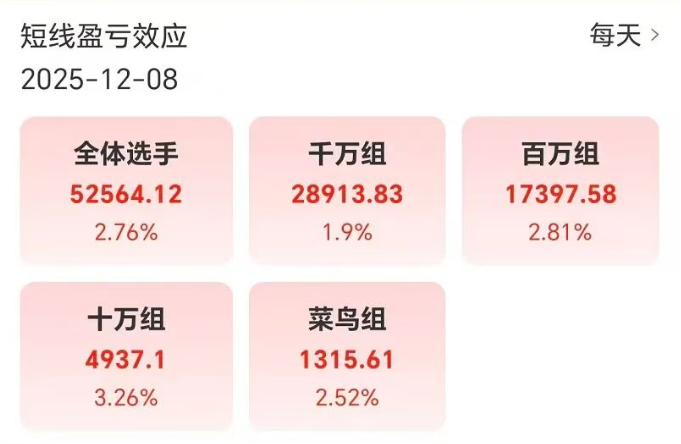 短线盈亏效应
每天 >
2025-12-08
全体选手
52564.12
2.76%
千万组
28913.83
1.9%
百万组
17397.58
2.81%
十万组
4937.1
3.26%
菜鸟组
1315.61
2.52%